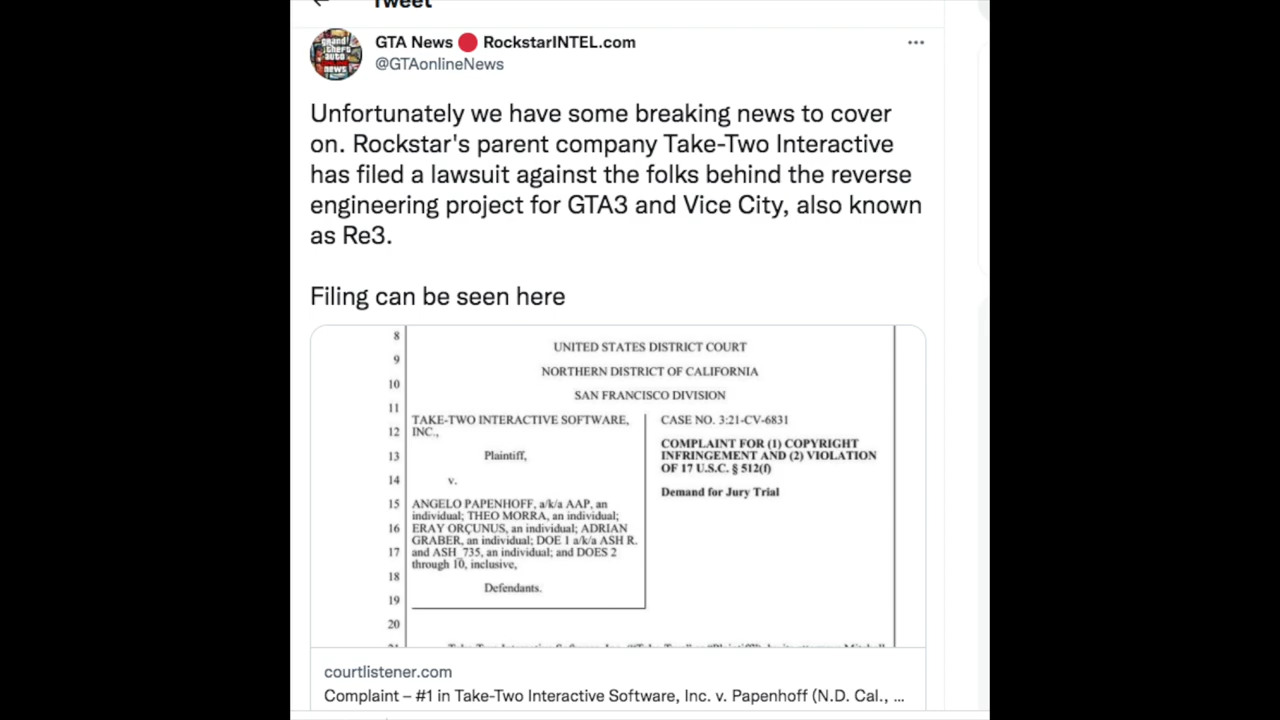 Tweet
GTA News 🔴 RockstarINTEL.com
@GTAonlineNews
Unfortunately we have some breaking news to cover
on. Rockstar's parent company Take-Two Interactive
has filed a lawsuit against the folks behind the reverse
engineering project for GTA3 and Vice City, also known
as Re3.
Filing can be seen here
8
UNITED STATES DISTRICT COURT
9
NORTHERN DISTRICT OF CALIFORNIA
10
SAN FRANCISCO DIVISION
11
TAKE-TWO INTERACTIVE SOFTWARE,
12 INC.,
13 Plaintiff,
14 v.
15 ANGELO PAPENHOFF, a/k/a AAP, an
individual; THEO MORRA, an individual;
16 ERAY ORÇUNUS, an individual; ADRIAN
GRABER, an individual; DOE 1 a/k/a ASH R.
17 and ASH_735, an individual; and DOES 2
through 10, inclusive,
18
Defendants.
19
20
CASE NO. 3:21-CV-6831
COMPLAINT FOR (1) COPYRIGHT
INFRINGEMENT AND (2) VIOLATION
OF 17 U.S.C. § 512(f)
Demand for Jury Trial
courtlistener.com
Complaint – #1 in Take-Two Interactive Software, Inc. v. Papenhoff (N.D. Cal., ...